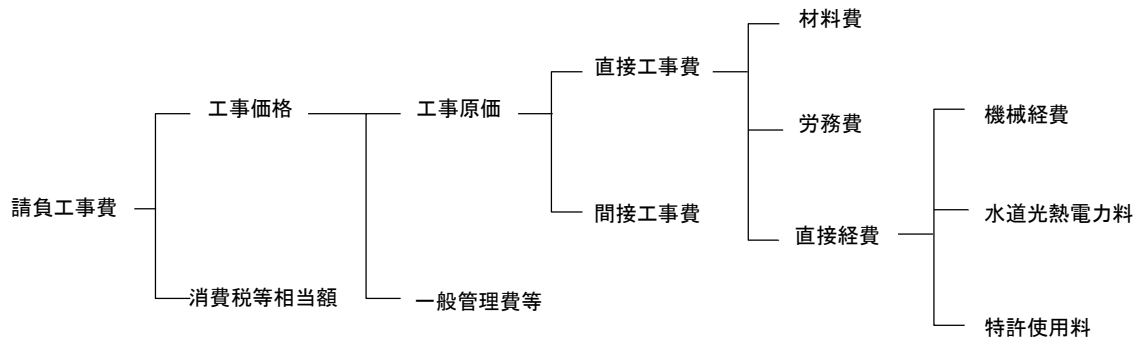 材料費
直接工事費
工事価格
工事原価
労務費
機械経費
請負工事費
間接工事費
直接経費
水道光熱電力料
消費税等相当額
一般管理費等
特許使用料